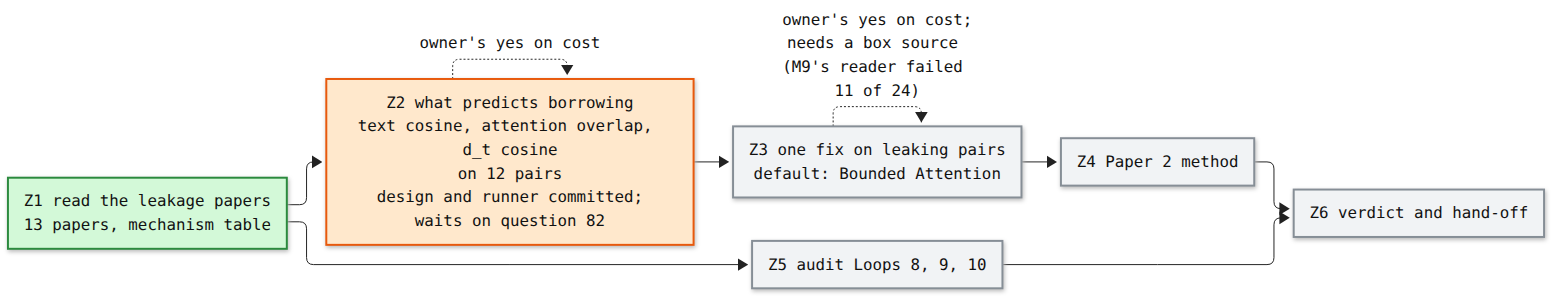 owner's yes on cost;
needs a box source
(M9's reader failed
11 of 24)
owner's yes on cost
Z2 what predicts borrowing
text cosine, attention overlap,
d_t cosine
on 12 pairs
design and runner committed;
waits on question 82
Z3 one fix on leaking pairs
default: Bounded Attention
Z4 Paper 2 method
Z1 read the leakage papers
13 papers, mechanism table
Z6 verdict and hand-off
Z5 audit Loops 8, 9, 10